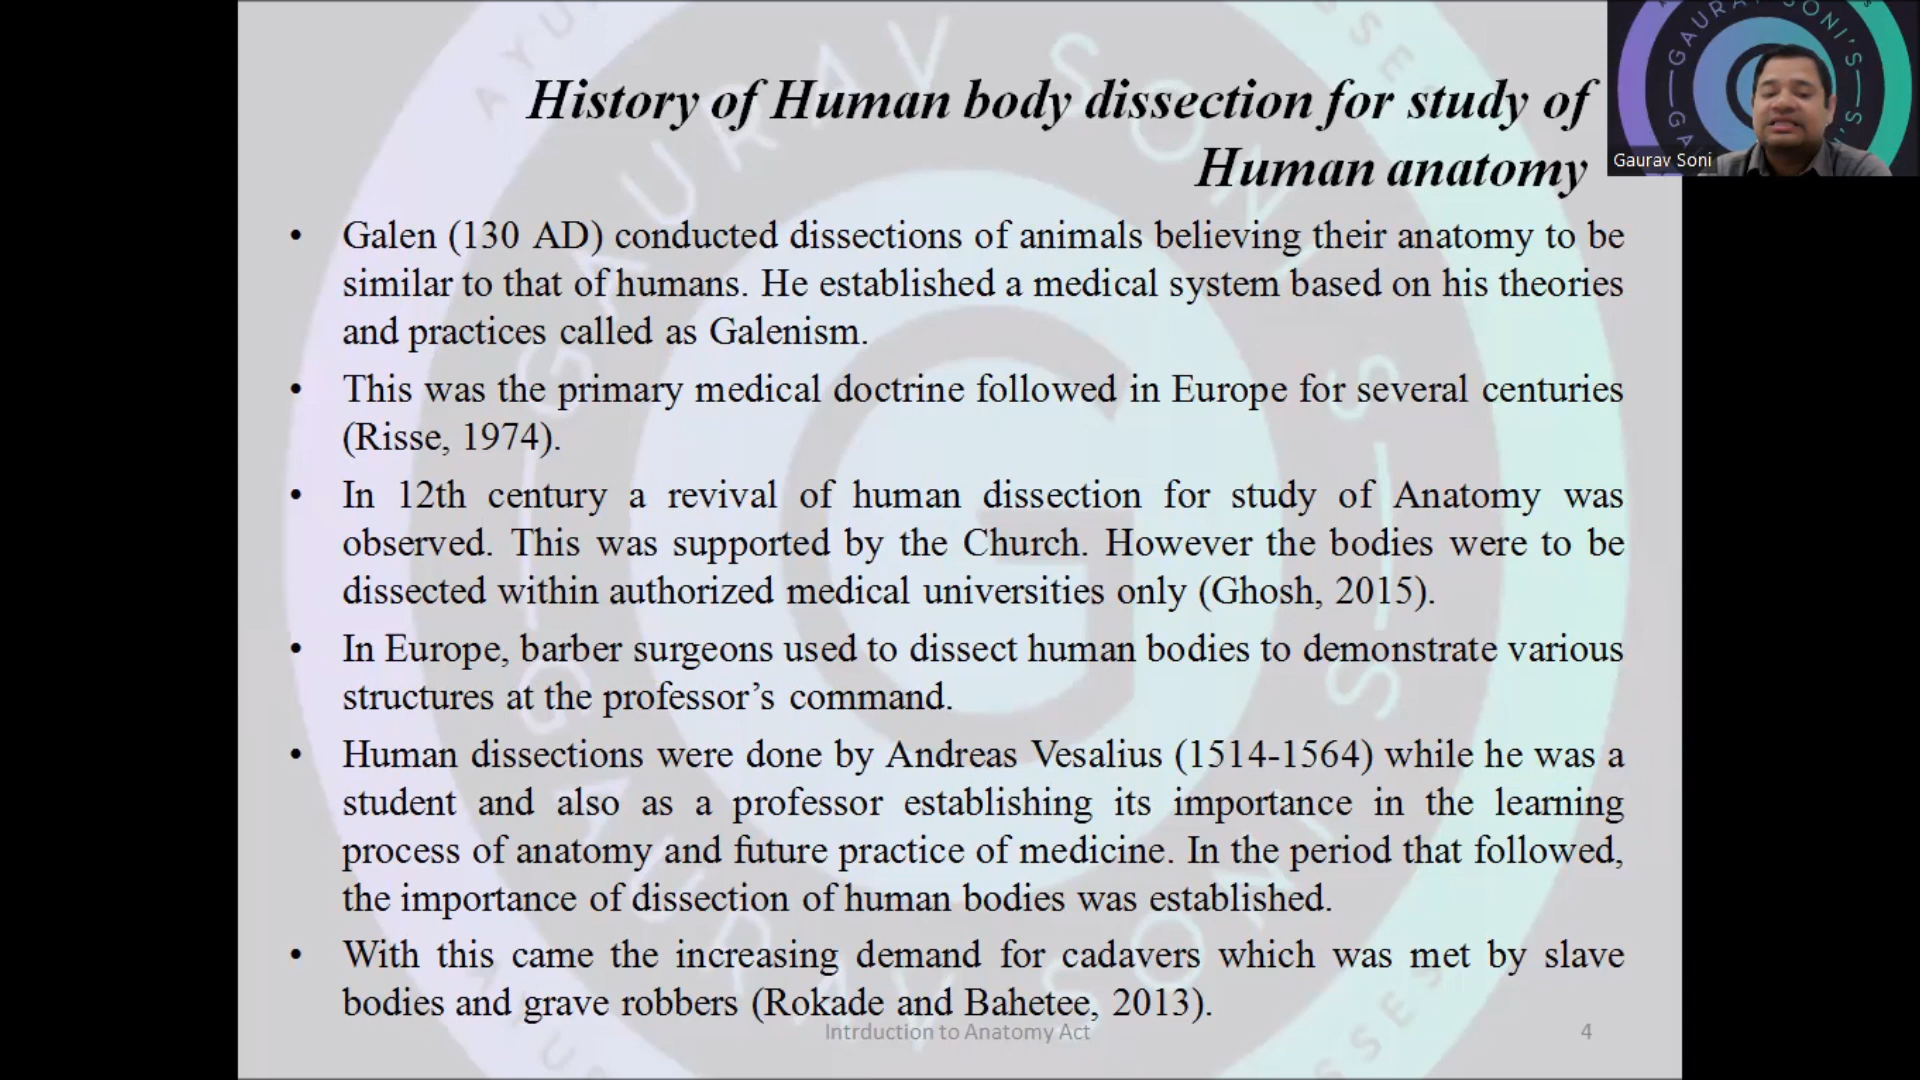 History of Human body dissection for study of
Human anatomy
• Galen (130 AD) conducted dissections of animals believing their anatomy to be
similar to that of humans. He established a medical system based on his theories
and practices called as Galenism.
• This was the primary medical doctrine followed in Europe for several centuries
(Risse, 1974).
• In 12th century a revival of human dissection for study of Anatomy was
observed. This was supported by the Church. However the bodies were to be
dissected within authorized medical universities only (Ghosh, 2015).
• In Europe, barber surgeons used to dissect human bodies to demonstrate various
structures at the professor’s command.
• Human dissections were done by Andreas Vesalius (1514-1564) while he was a
student and also as a professor establishing its importance in the learning
process of anatomy and future practice of medicine. In the period that followed,
the importance of dissection of human bodies was established.
• With this came the increasing demand for cadavers which was met by slave
bodies and grave robbers (Rokade and Bahetee, 2013).
Intrduction to Anatomy Act
4
GAURAV SONI'S
Gaurav Soni